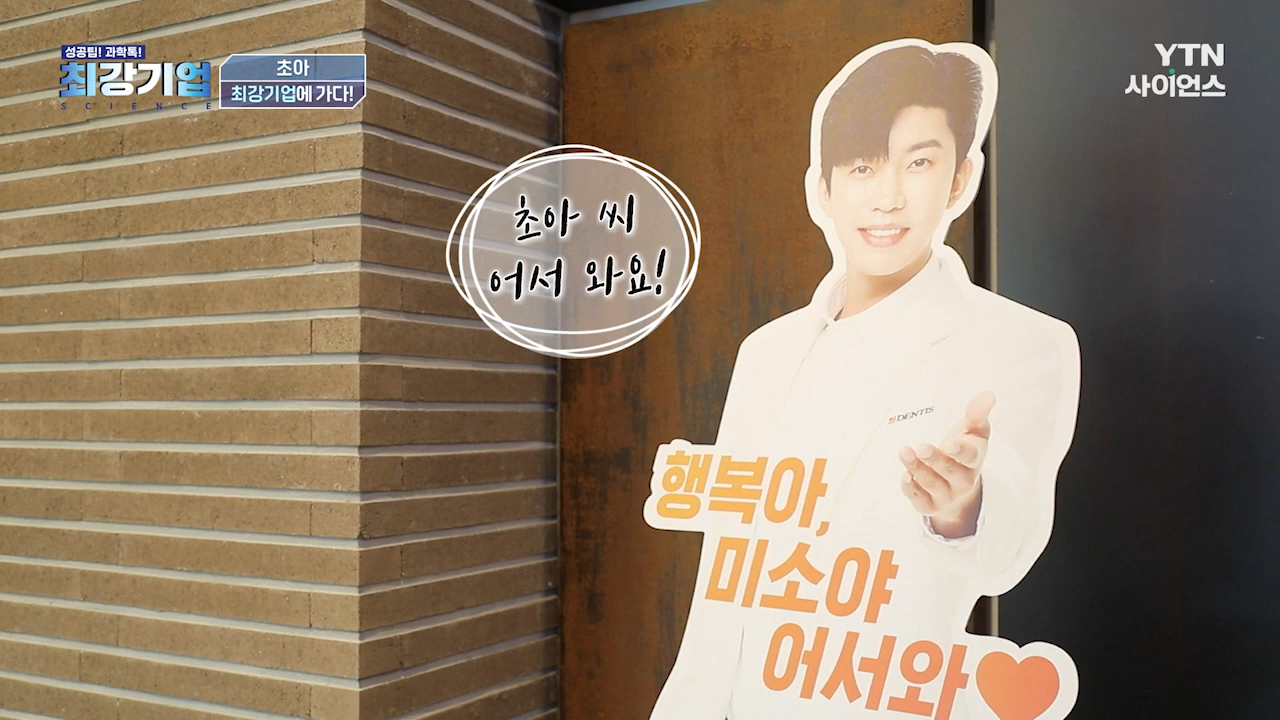 성공팁! 과학톡!
최강기업
SCIENCE
초아
최강기업에 가다!
YTN
사이언스
초아 씨
어서 와요!
DENTIS
행복아,
미소야
어서와